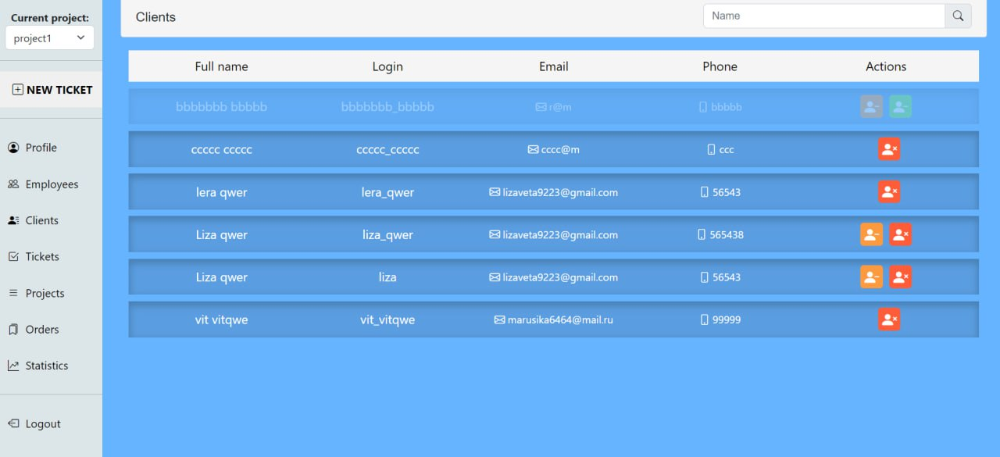 Current project:
project1
NEW TICKET
Profile
Employees
Clients
Tickets
Projects
Orders
Statistics
Logout
Clients
Name
Full name Login Email Phone Actions
bbbbbbb bbbbb bbbbbbb_bbbbb r@m bbbbb
ccccc ccccc ccccc_ccccc cccc@m ccc
lera qwer lera_qwer lizaveta9223@gmail.com 56543
Liza qwer liza_qwer lizaveta9223@gmail.com 565438
Liza qwer liza lizaveta9223@gmail.com 56543
vit vitqwe vit_vitqwe marusika6464@mail.ru 99999